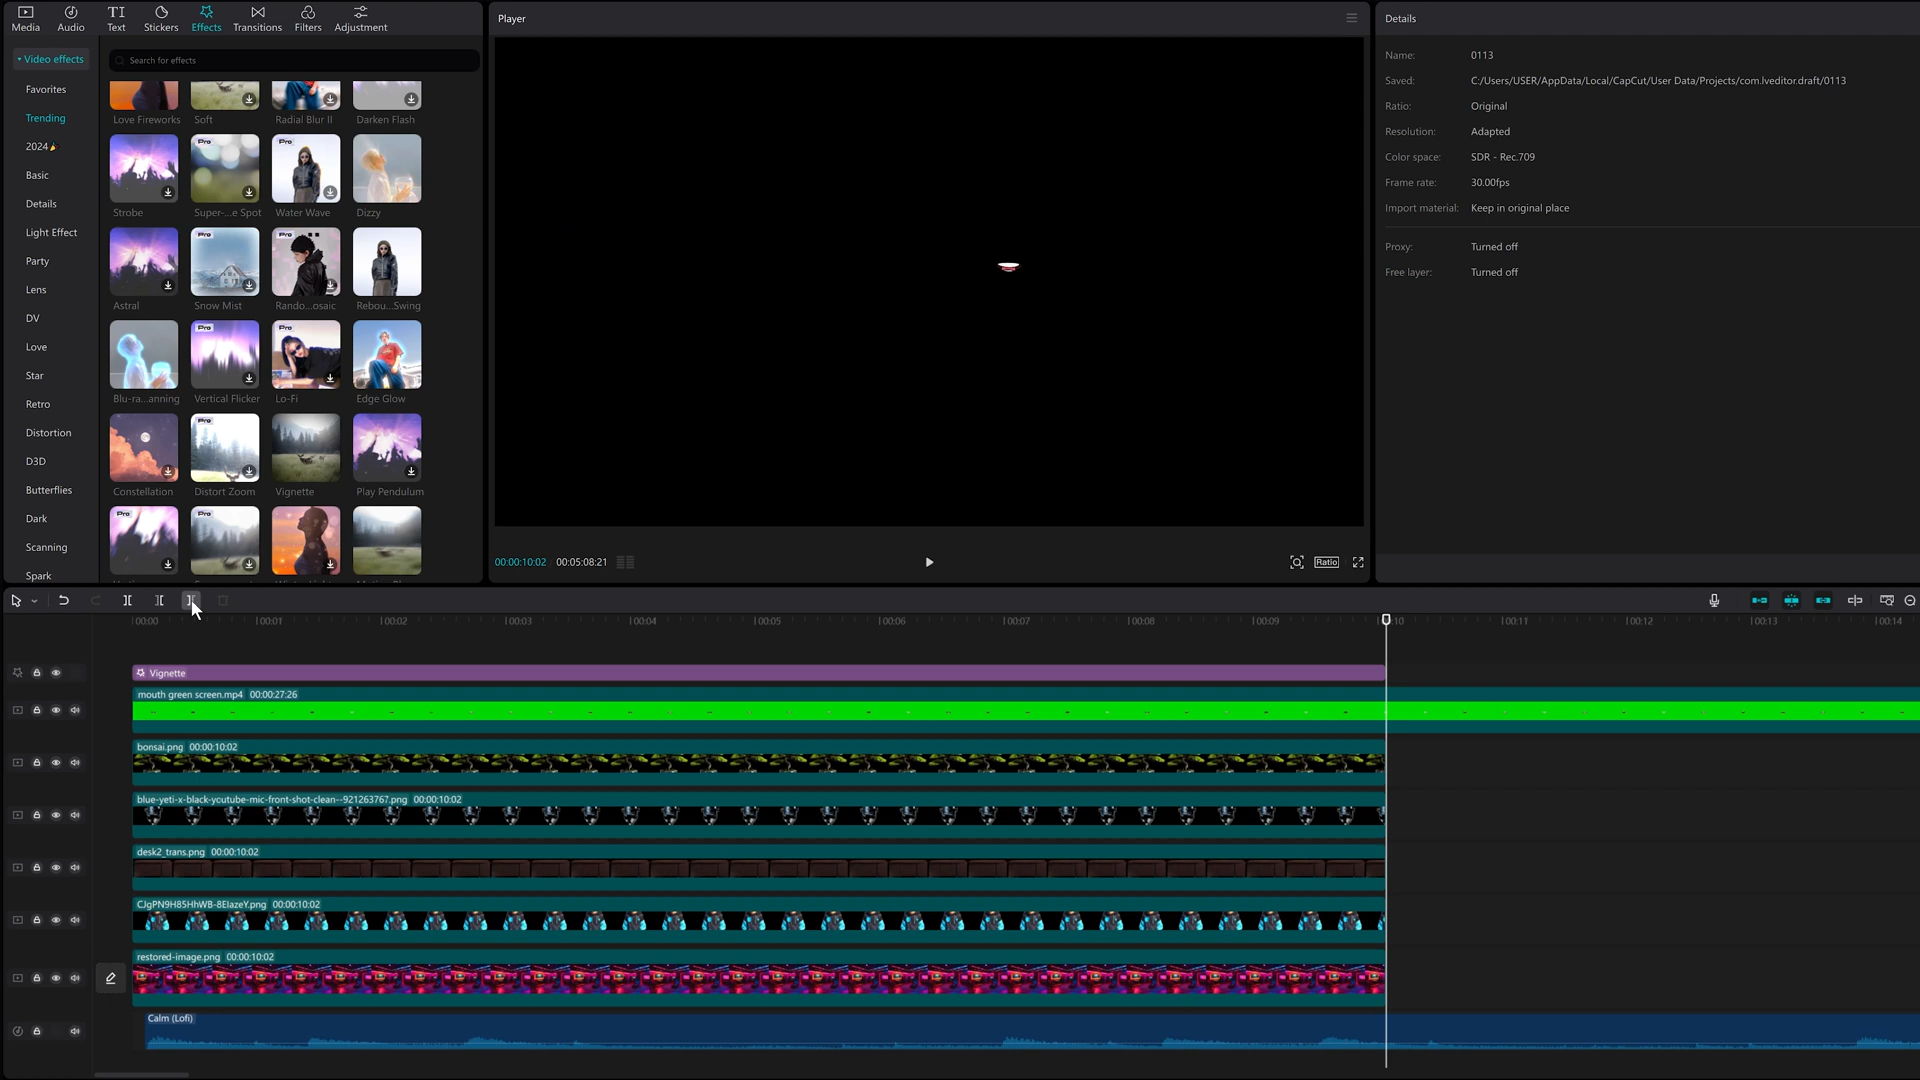 Media Audio Text Stickers Effects Transitions Filters Adjustment
Video effects
Favorites
Trending
2024
Basic
Details
Light Effect
Party
Lens
DV
Love
Star
Retro
Distortion
D3D
Butterflies
Dark
Scanning
Spark
Search for effects
Love Fireworks Soft Radial Blur II Darken Flash
Pro Pro
Strobe Super-...e Spot Water Wave Dizzy
Pro Pro
Astral Snow Mist Rando...osaic Rebou...Swing
Pro Pro
Blu-ra...anning Vertical Flicker Lo-Fi Edge Glow
Pro
Constellation Distort Zoom Vignette Play Pendulum
Pro Pro
Player
00:00:10:02 00:05:08:21
Ratio
Details
Name: 0113
Saved: C:/Users/USER/AppData/Local/CapCut/User Data/Projects/com.lveditor.draft/0113
Ratio: Original
Resolution: Adapted
Color space: SDR - Rec.709
Frame rate: 30.00fps
Import material: Keep in original place
Proxy: Turned off
Free layer: Turned off
00:00 00:01 00:02 00:03 00:04 00:05 00:06 00:07 00:08 00:09 00:10 00:11 00:12 00:13 00:14
Vignette
mouth green screen.mp4 00:00:27:26
bonsai.png 00:00:10:02
blue-yeti-x-black-youtube-mic-front-shot-clean--921263767.png 00:00:10:02
desk2_trans.png 00:00:10:02
CJgPN9H85HhWB-8EIazeY.png 00:00:10:02
restored-image.png 00:00:10:02
Calm (Lofi)